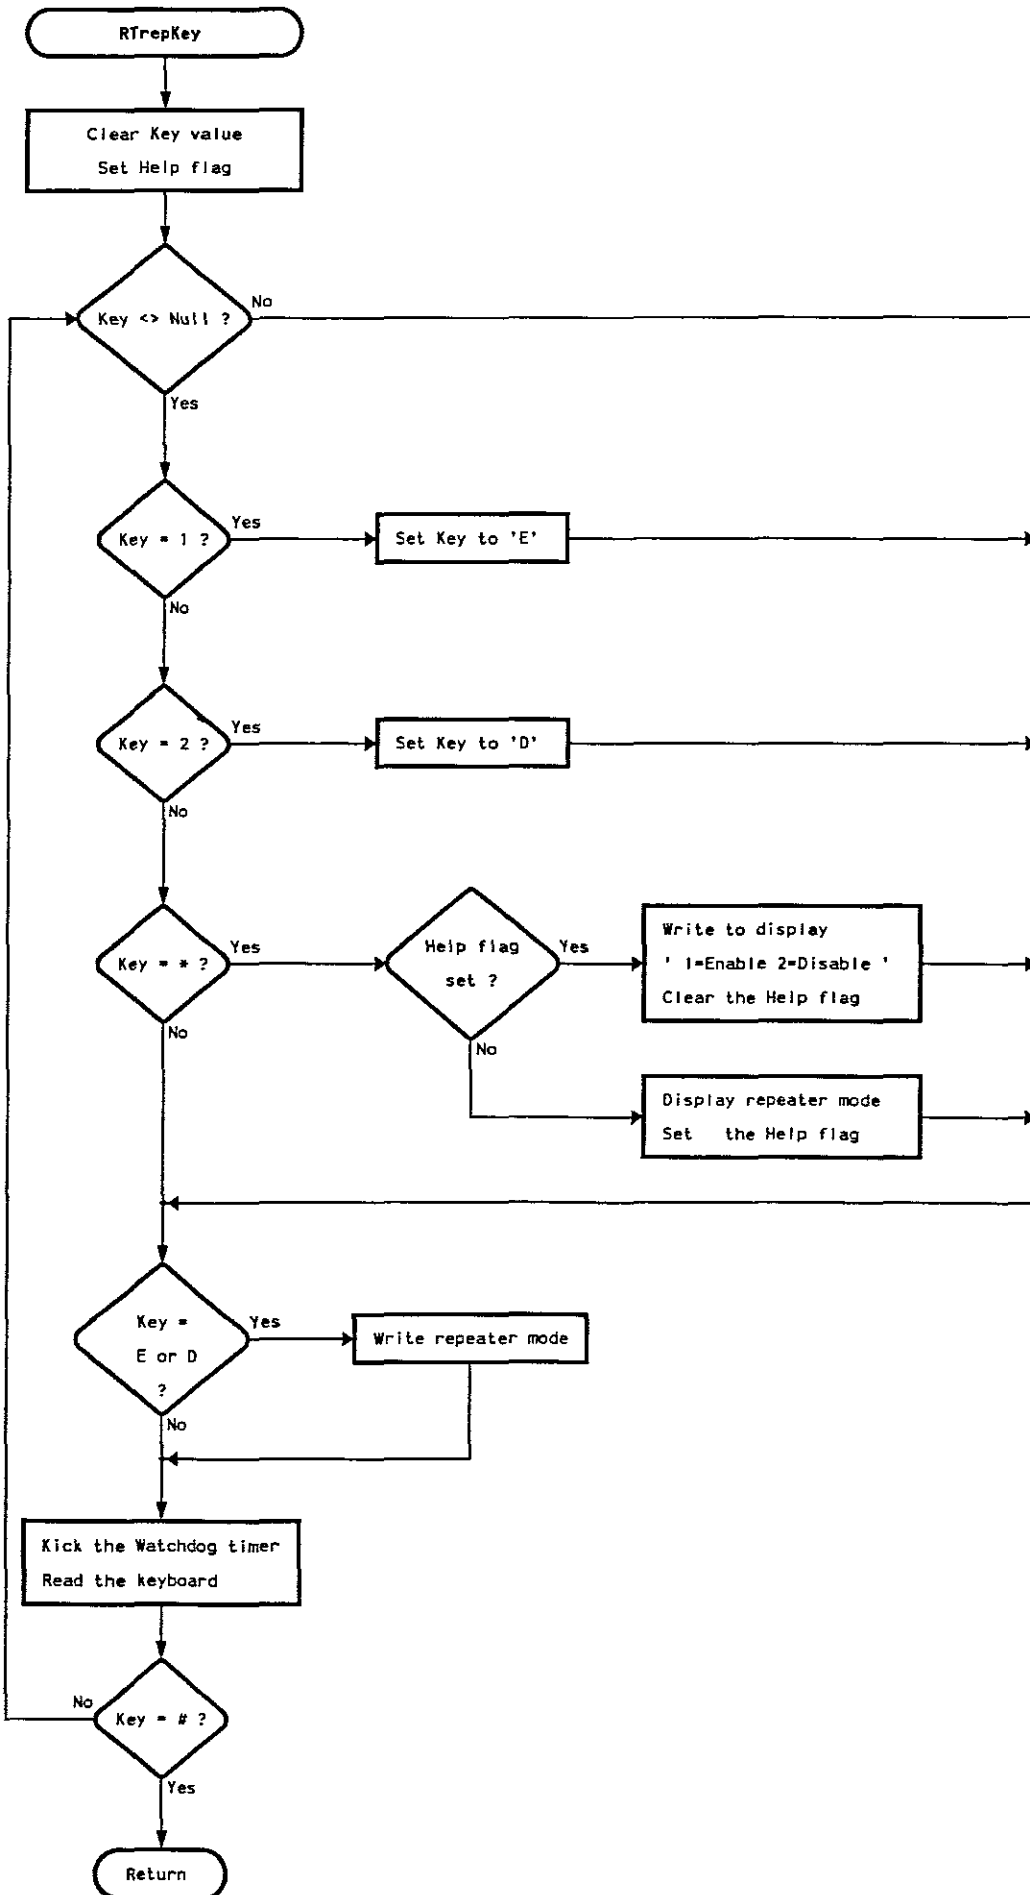 RTrepKey
Clear Key value
Set Help flag
Key <> Null ?
No
Yes
Key = 1 ?
Yes
Set Key to 'E'
No
Key = 2 ?
Yes
Set Key to 'D'
No
Key = * ?
Yes
Help flag
set ?
Yes
Write to display
' 1=Enable 2=Disable '
Clear the Help flag
No
No
Display repeater mode
Set the Help flag
Key =
E or D
?
Yes
Write repeater mode
No
Kick the Watchdog timer
Read the keyboard
No
Key = # ?
Yes
Return